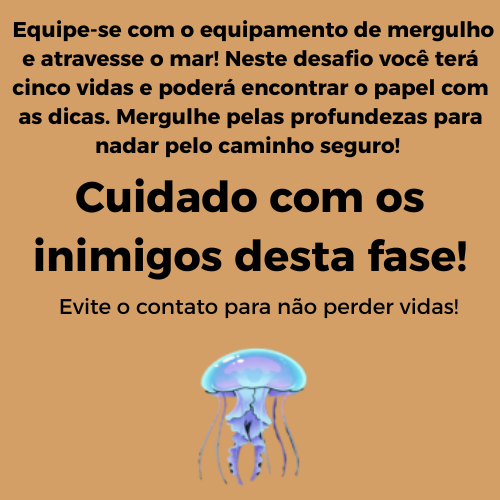 Equipe-se com o equipamento de mergulho
e atravesse o mar! Neste desafio você terá
cinco vidas e poderá encontrar o papel com
as dicas. Mergulhe pelas profundezas para
nadar pelo caminho seguro!
Cuidado com os
inimigos desta fase!
Evite o contato para não perder vidas!